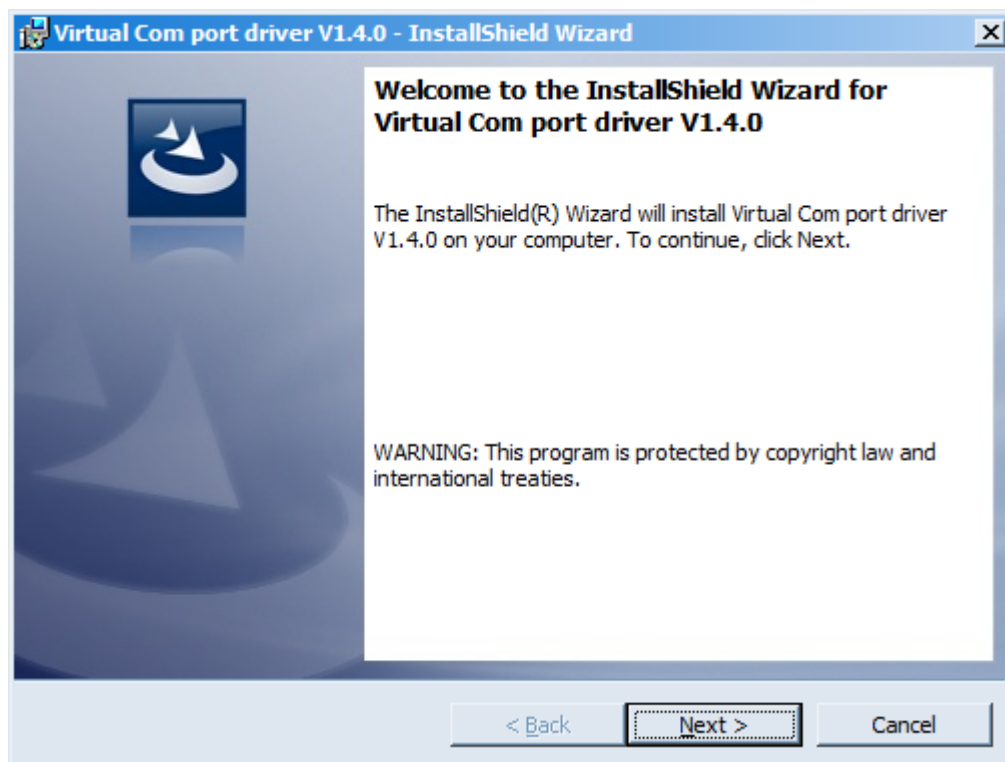 Virtual Com port driver V1.4.0 - InstallShield Wizard
Welcome to the InstallShield Wizard for
Virtual Com port driver V1.4.0
The InstallShield(R) Wizard will install Virtual Com port driver
V1.4.0 on your computer. To continue, click Next.
WARNING: This program is protected by copyright law and
international treaties.
< Back
Next >
Cancel